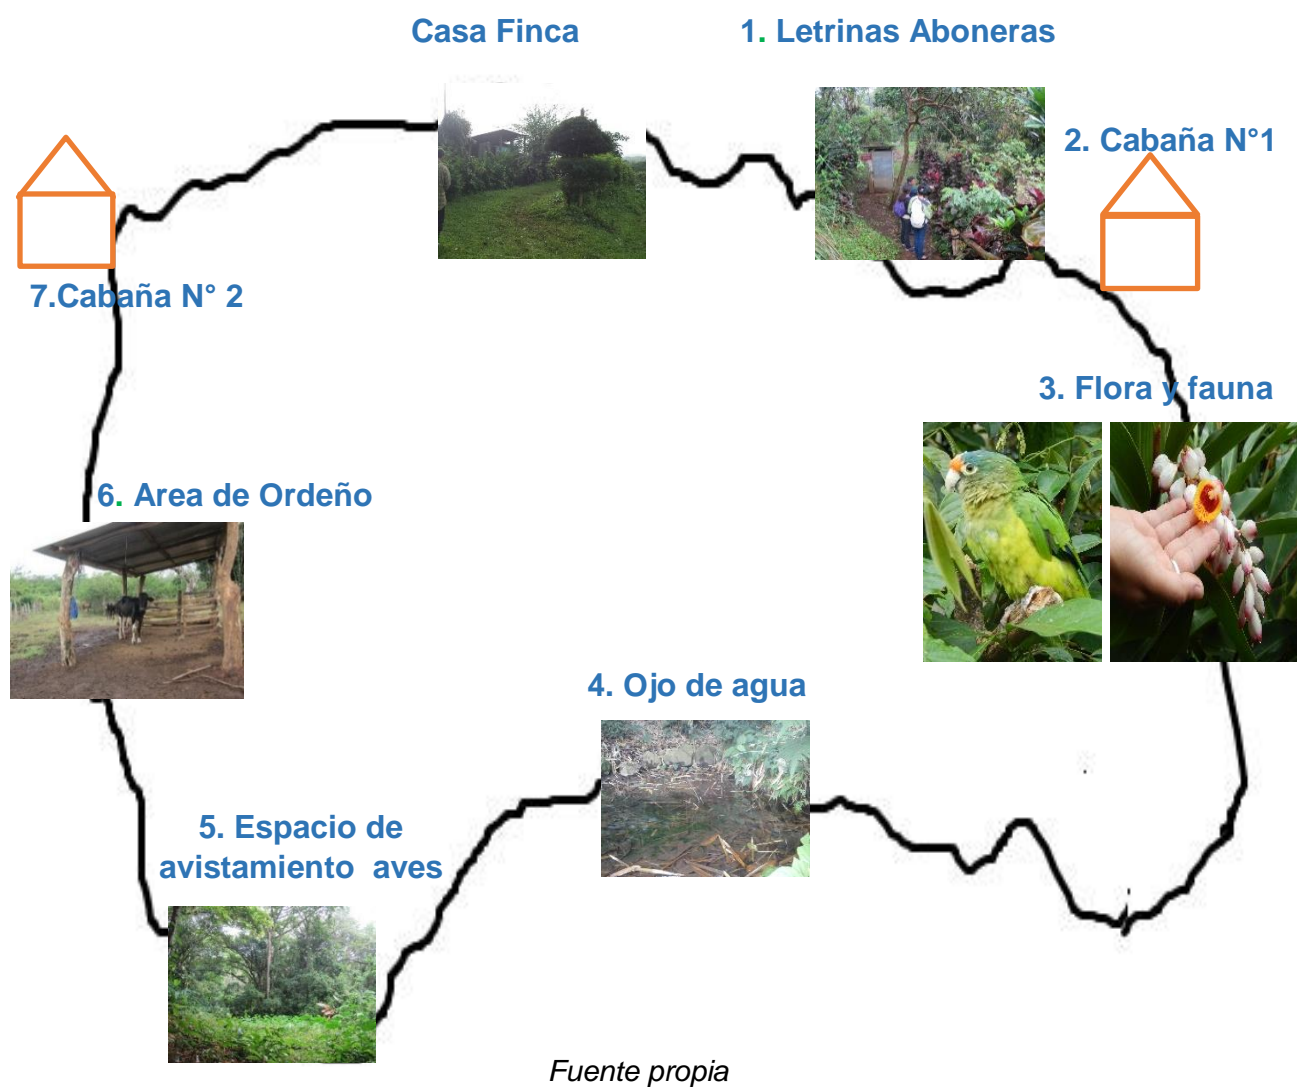 Casa Finca
1. Letrinas Aboneras
2. Cabaña N°1
3. Flora y fauna
4. Ojo de agua
5. Espacio de
avistamiento aves
6. Area de Ordeño
7.Cabaña N° 2
Fuente propia